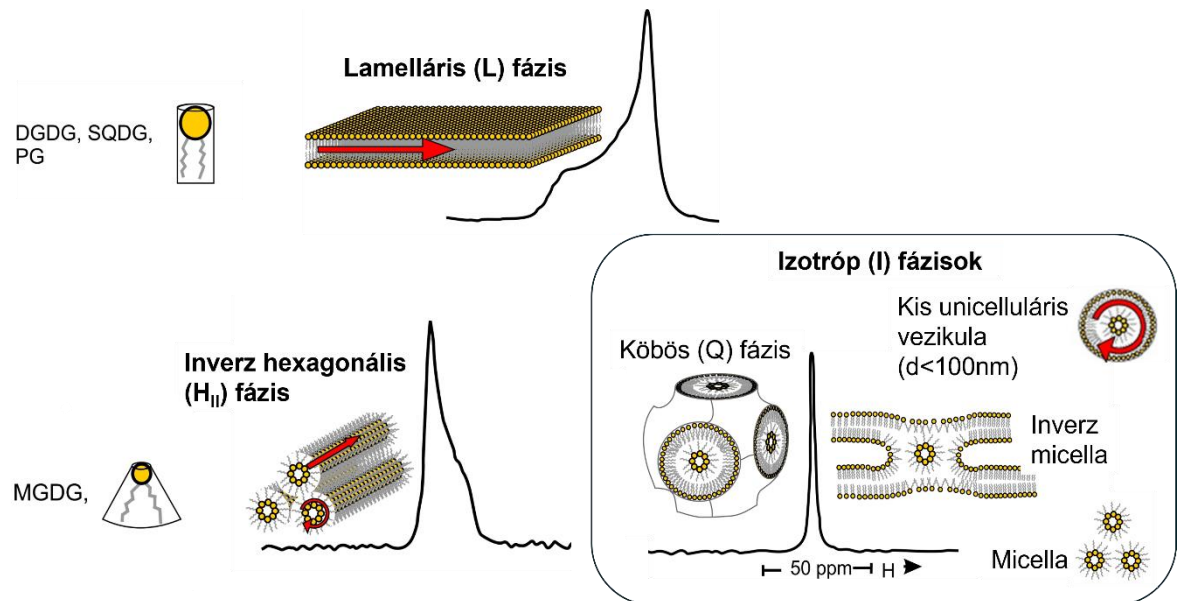 Lamelláris (L) fázis
DGDG, SQDG,
PG
Izotróp (I) fázisok
Kis unicelluláris
vezikula
(d<100nm)
Köbös (Q) fázis
Inverz hexagonális
(H_II) fázis
Inverz
micella
MGDG,
Micella
50 ppm
H